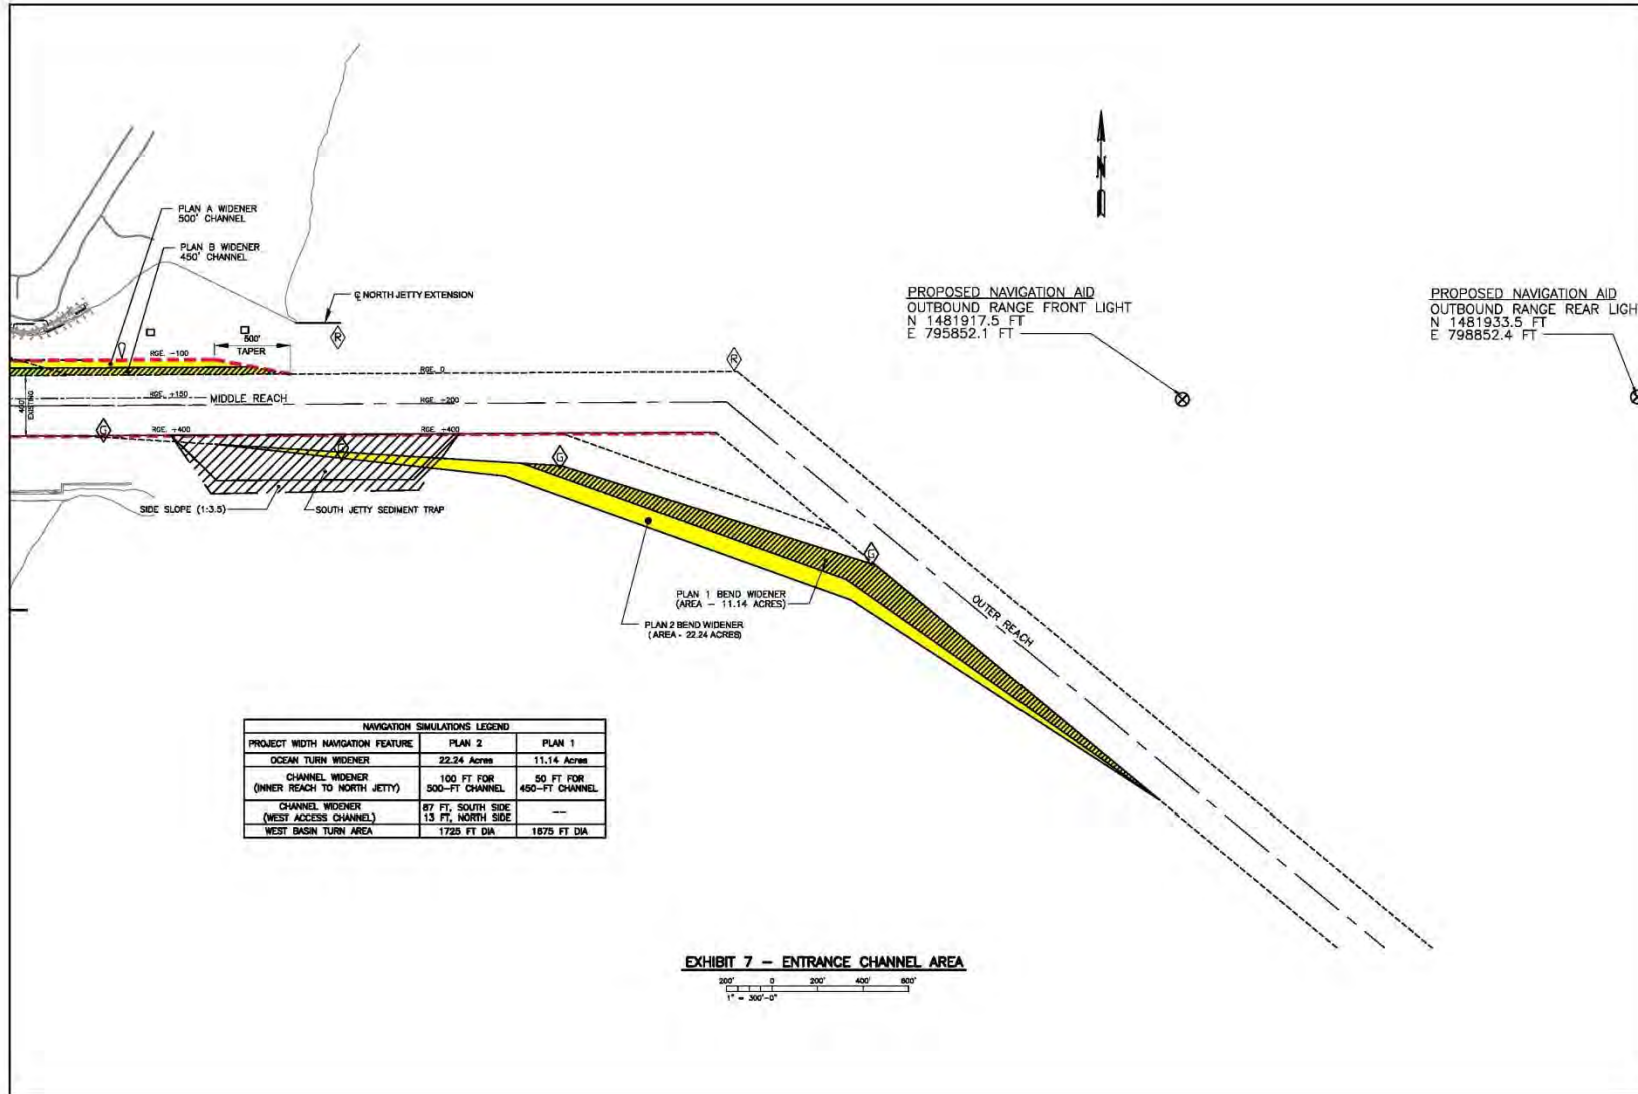 PLAN A WIDENER
500' CHANNEL
PLAN B WIDENER
450' CHANNEL
N
℄ NORTH JETTY EXTENSION
PROPOSED NAVIGATION AID
OUTBOUND RANGE FRONT LIGHT
N 1481917.5 FT
E 795852.1 FT
PROPOSED NAVIGATION AID
OUTBOUND RANGE REAR LIGH
N 1481933.5 FT
E 798852.4 FT
R
500'
TAPER
RGE. -100
RGE. 0
R
400'
EXISTING
RGE. +150
MIDDLE REACH
RGE. -200
G
RGE. +400
RGE. -400
G
G
SIDE SLOPE (1:3.5)
SOUTH JETTY SEDIMENT TRAP
PLAN 1 BEND WIDENER
(AREA - 11.14 ACRES)
PLAN 2 BEND WIDENER
(AREA - 22.24 ACRES)
OUTER REACH
NAVIGATION SIMULATIONS LEGEND
PROJECT WIDTH NAVIGATION FEATURE PLAN 2 PLAN 1
OCEAN TURN WIDENER 22.24 Acres 11.14 Acres
CHANNEL WIDENER 100 FT FOR 50 FT FOR
(INNER REACH TO NORTH JETTY) 500-FT CHANNEL 450-FT CHANNEL
CHANNEL WIDENER 87 FT, SOUTH SIDE ---
(WEST ACCESS CHANNEL) 13 FT, NORTH SIDE
WEST BASIN TURN AREA 1725 FT DIA 1675 FT DIA
EXHIBIT 7 - ENTRANCE CHANNEL AREA
200' 0 200' 400' 600'
1" = 300'-0"